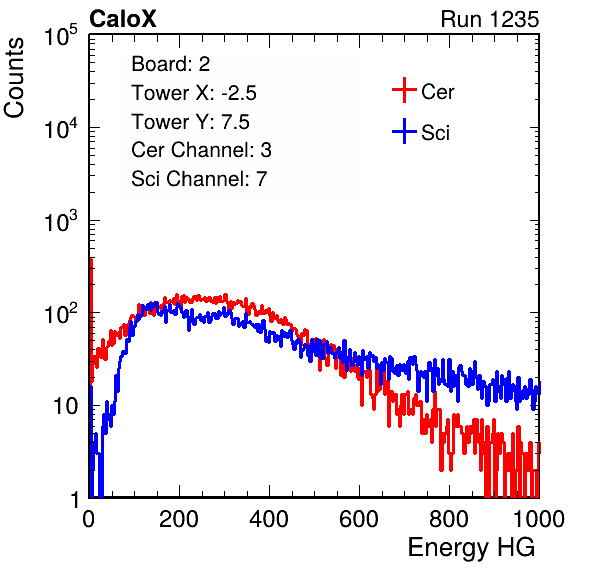 CaloX Run 1235
Counts
Board: 2
Tower X: -2.5
Tower Y: 7.5
Cer Channel: 3
Sci Channel: 7
Cer
Sci
10^5
10^4
10^3
10^2
10
1
0 200 400 600 800 1000
Energy HG